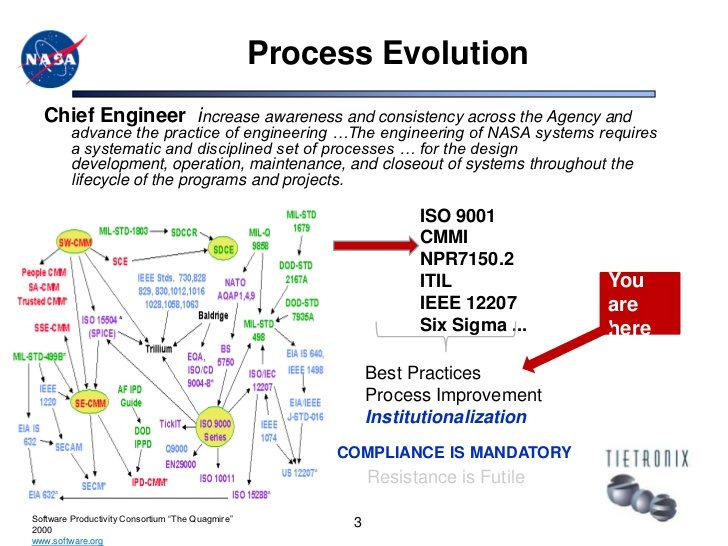 NASA
Process Evolution
Chief Engineer increase awareness and consistency across the Agency and
advance the practice of engineering …The engineering of NASA systems requires
a systematic and disciplined set of processes … for the design
development, operation, maintenance, and closeout of systems throughout the
lifecycle of the programs and projects.
MIL-STD-1803
SDCCR
MIL-Q
9858
MIL-STD
1679
SW-CMM
SCE
SDCE
DOD-STD
2167A
People CMM
SA-CMM
Trusted CMM*
IEEE Stds. 730,828
829, 830,1012,1016
1028,1058,1063
NATO
AQAP1,4,9
DOD-STD
7935A
Baldrige
SSE-CMM
ISO 15504 *
(SPICE)
MIL-STD
498
Trillium
MIL-STD-499B*
EQA,
ISO/CD
9004-8*
BS
5750
EIA IS 640,
IEEE 1498
ISO/IEC
12207
IEEE
1220
SE-CMM
AF IPD
Guide
EIA/IEEE
J-STD-016
TickIT
ISO 9000
Series
IEEE
1074
EIA IS
632
SECAM
DOD
IPPD
Q9000
EN29000
SECM*
IPD-CMM*
ISO 10011
US 12207*
EIA 632*
ISO 15288*
ISO 9001
CMMI
NPR7150.2
ITIL
IEEE 12207
Six Sigma ...
You
are
here
Best Practices
Process Improvement
Institutionalization
COMPLIANCE IS MANDATORY
Resistance is Futile
TIETRONIX
Software Productivity Consortium “The Quagmire”
2000
www.software.org
3